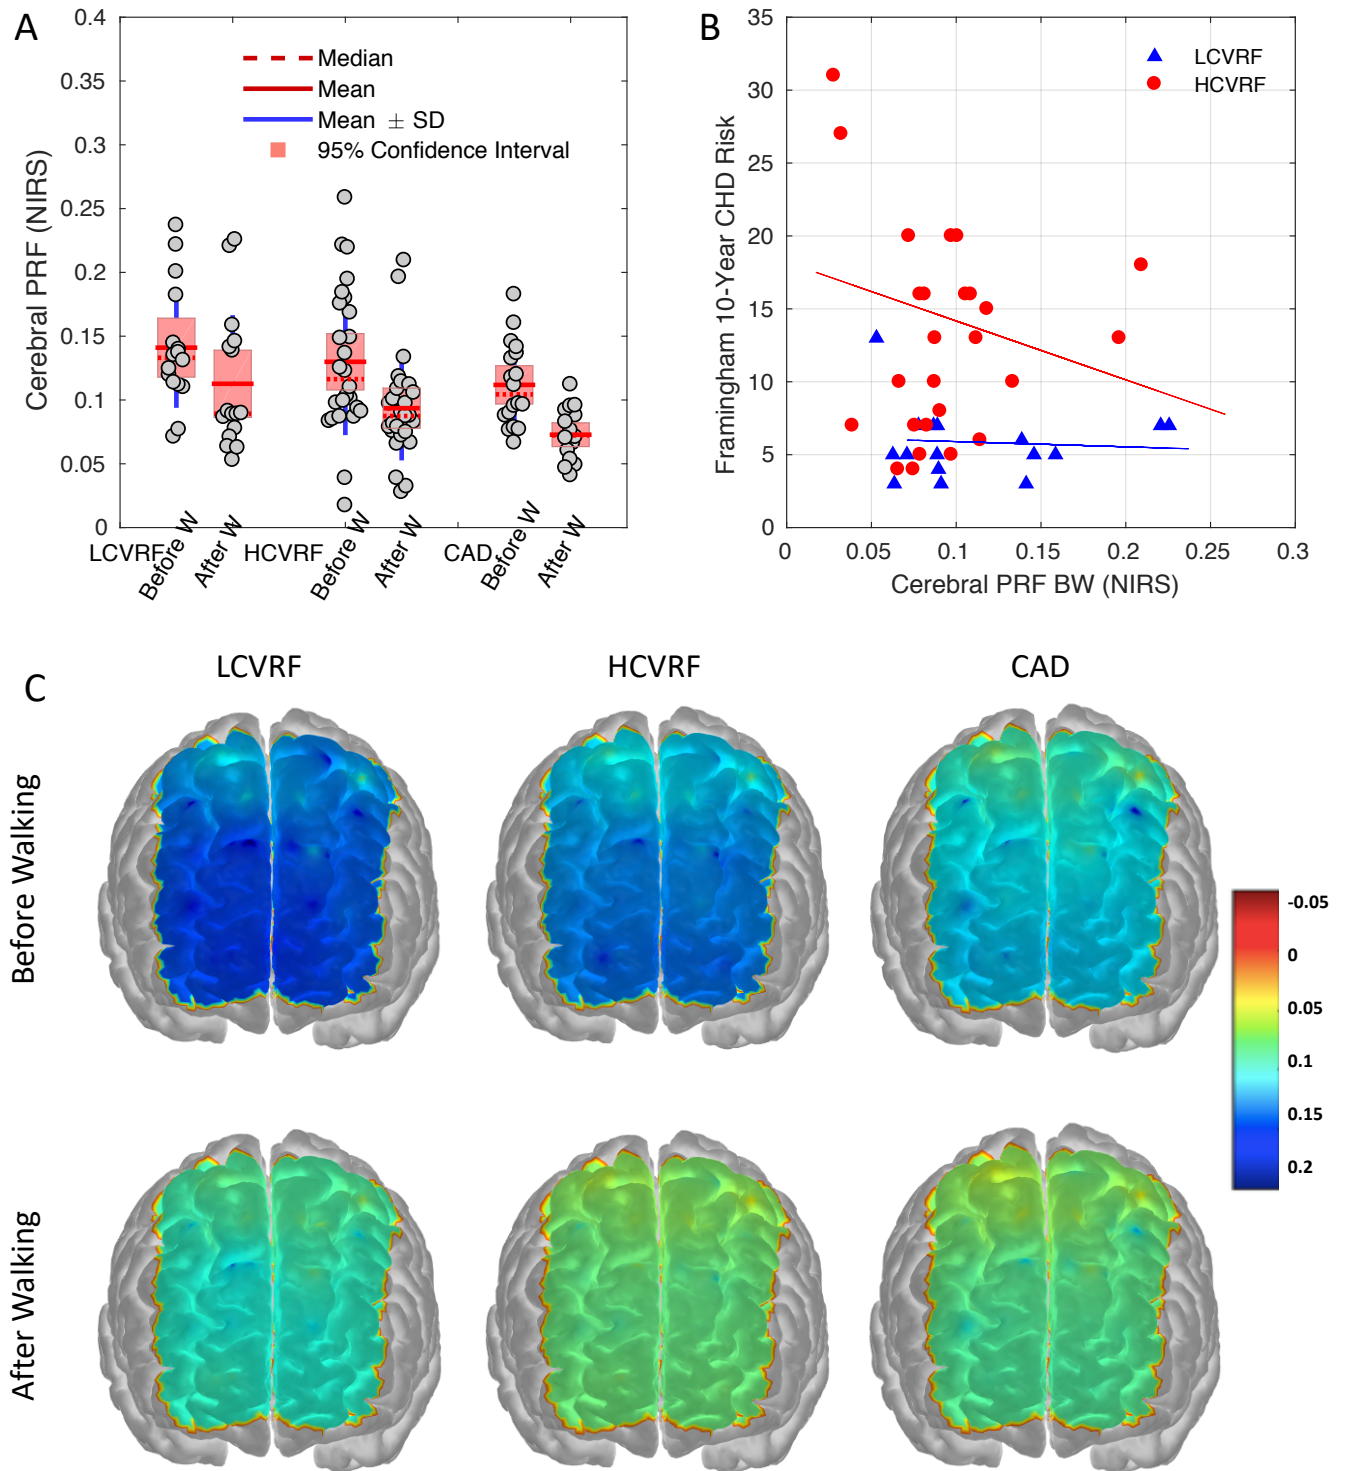 A
0.4
0.35
0.3
0.25
0.2
0.15
0.1
0.05
0
Cerebral PRF (NIRS)
Median
Mean
Mean ± SD
95% Confidence Interval
LCVRF
Before W
After W
HCVRF
Before W
After W
CAD
Before W
After W
B
35
30
25
20
15
10
5
0
Framingham 10-Year CHD Risk
LCVRF
HCVRF
0 0.05 0.1 0.15 0.2 0.25 0.3
Cerebral PRF BW (NIRS)
C
LCVRF HCVRF CAD
Before Walking
After Walking
-0.05
0
0.05
0.1
0.15
0.2